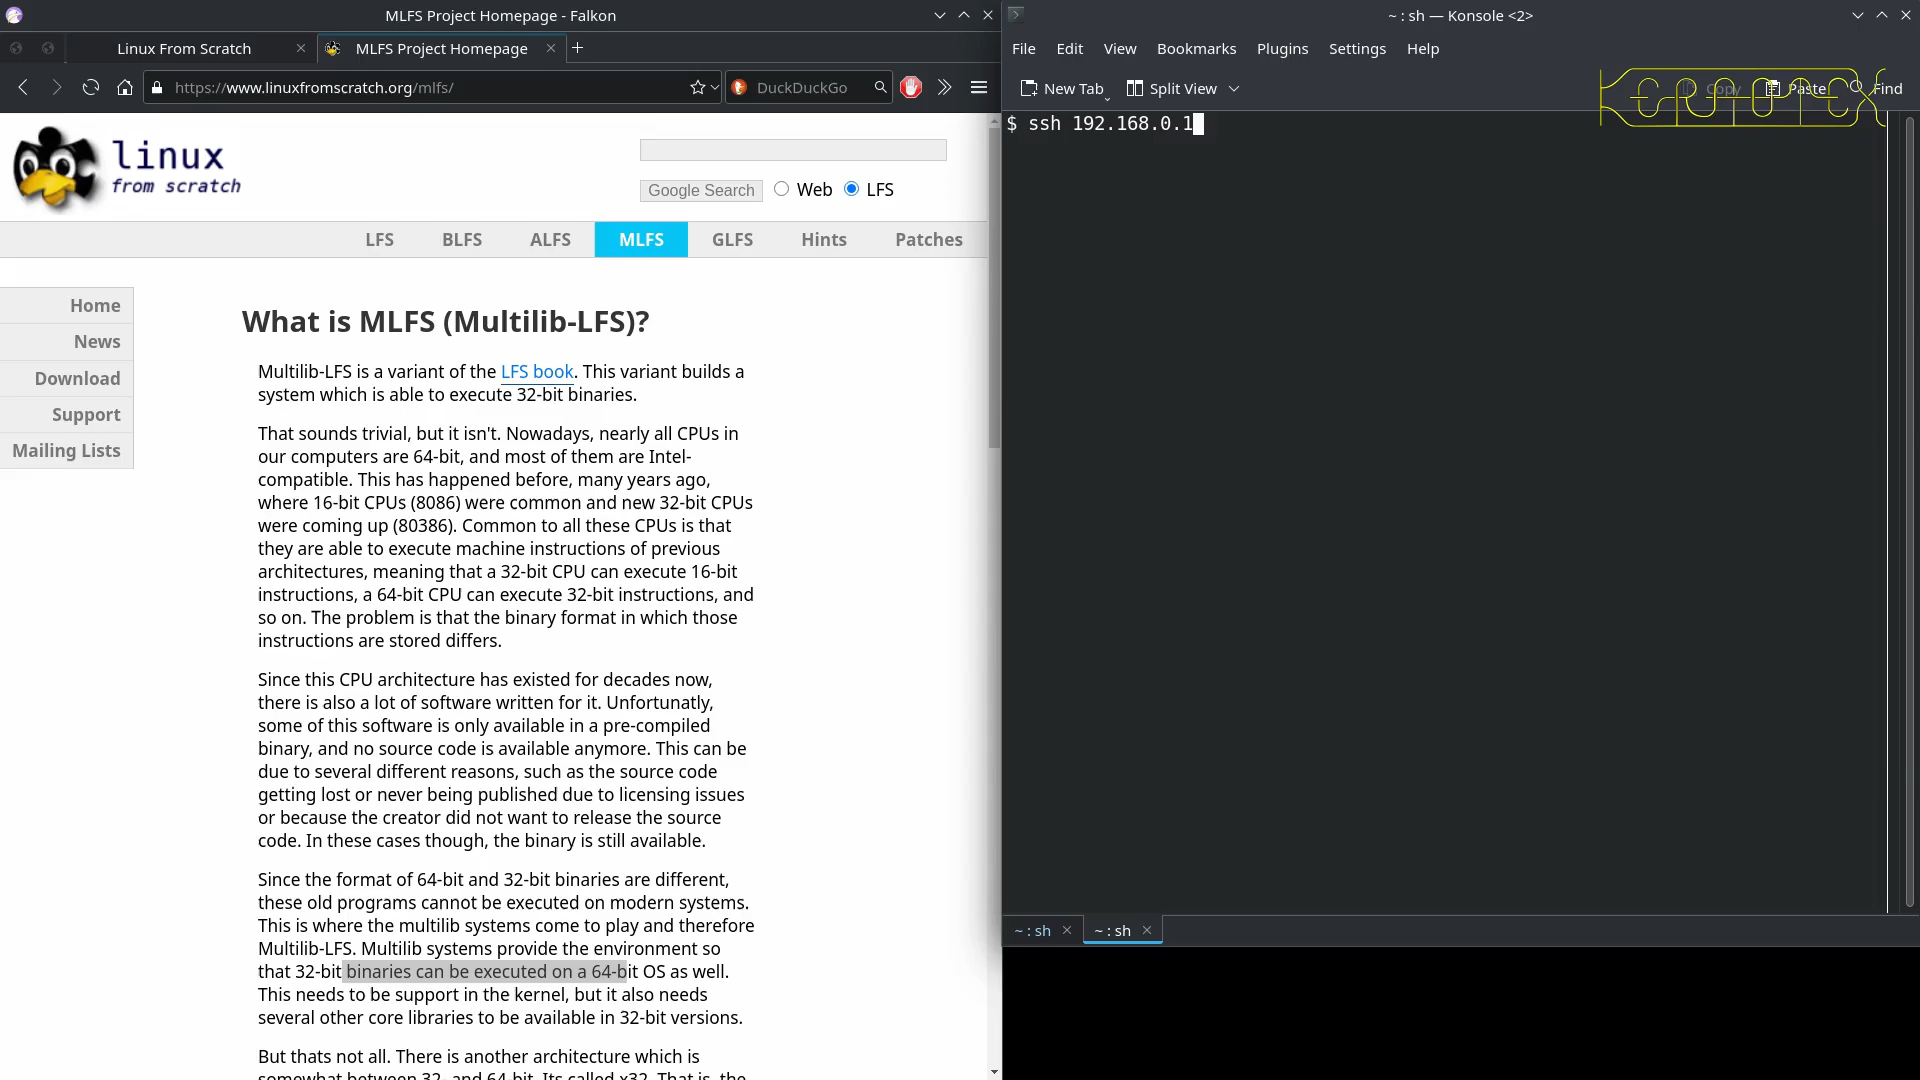 MLFS Project Homepage - Falkon
Linux From Scratch
MLFS Project Homepage
https://www.linuxfromscratch.org/mlfs/
DuckDuckGo
linux
from scratch
Google Search
Web
LFS
LFS
BLFS
ALFS
MLFS
GLFS
Hints
Patches
Home
News
Download
Support
Mailing Lists
What is MLFS (Multilib-LFS)?
Multilib-LFS is a variant of the LFS book. This variant builds a
system which is able to execute 32-bit binaries.
That sounds trivial, but it isn't. Nowadays, nearly all CPUs in
our computers are 64-bit, and most of them are Intel-
compatible. This has happened before, many years ago,
where 16-bit CPUs (8086) were common and new 32-bit CPUs
were coming up (80386). Common to all these CPUs is that
they are able to execute machine instructions of previous
architectures, meaning that a 32-bit CPU can execute 16-bit
instructions, a 64-bit CPU can execute 32-bit instructions, and
so on. The problem is that the binary format in which those
instructions are stored differs.
Since this CPU architecture has existed for decades now,
there is also a lot of software written for it. Unfortunatly,
some of this software is only available in a pre-compiled
binary, and no source code is available anymore. This can be
due to several different reasons, such as the source code
getting lost or never being published due to licensing issues
or because the creator did not want to release the source
code. In these cases though, the binary is still available.
Since the format of 64-bit and 32-bit binaries are different,
these old programs cannot be executed on modern systems.
This is where the multilib systems come to play and therefore
Multilib-LFS. Multilib systems provide the environment so
that 32-bit binaries can be executed on a 64-bit OS as well.
This needs to be support in the kernel, but it also needs
several other core libraries to be available in 32-bit versions.
But thats not all. There is another architecture which is
somewhat between 32- and 64-bit. Its called x32. That is, the
~ : sh — Konsole <2>
File Edit View Bookmarks Plugins Settings Help
New Tab
Split View
Copy
Paste
Find
$ ssh 192.168.0.1
~ : sh
~ : sh